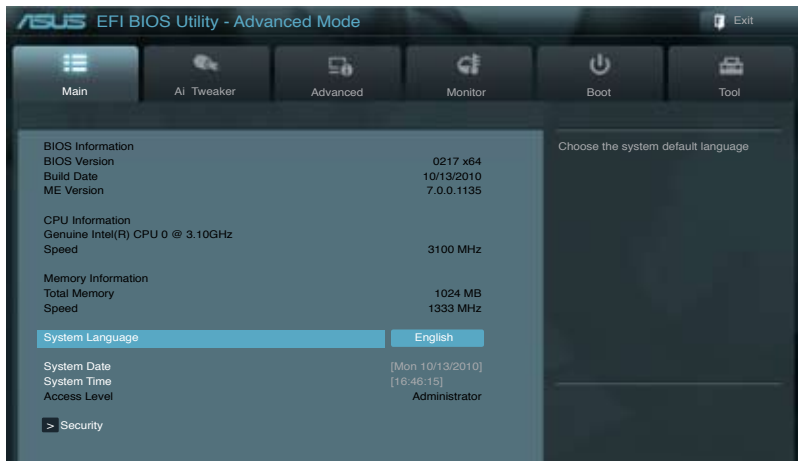 ASUS EFI BIOS Utility - Advanced Mode Exit
Main Ai Tweaker Advanced Monitor Boot Tool
BIOS Information
BIOS Version 0217 x64
Build Date 10/13/2010
ME Version 7.0.0.1135
CPU Information
Genuine Intel(R) CPU 0 @ 3.10GHz
Speed 3100 MHz
Memory Information
Total Memory 1024 MB
Speed 1333 MHz
System Language English
System Date [Mon 10/13/2010]
System Time [16:46:15]
Access Level Administrator
> Security
Choose the system default language